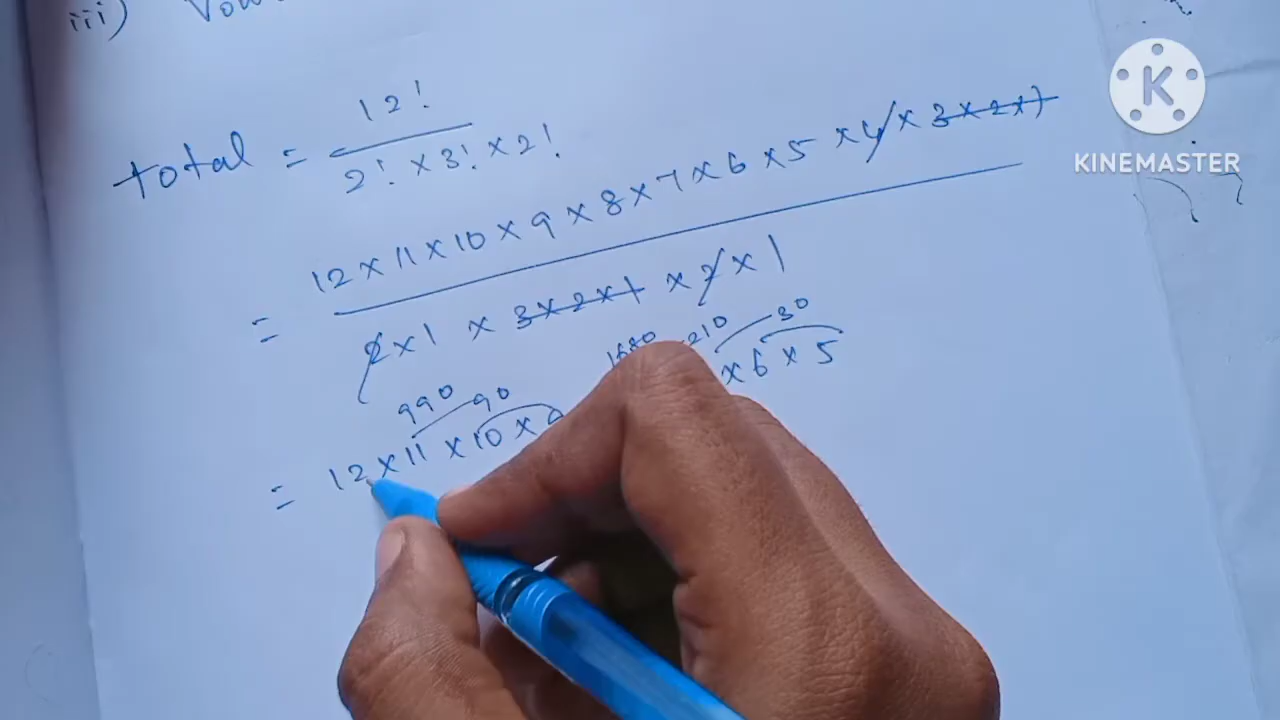 iii)
total = 12! / 2! × 3! × 2!
= 12 × 11 × 10 × 9 × 8 × 7 × 6 × 5 × 4 × 3 × 2 × 1 / 2 × 1 × 3 × 2 × 1 × 2 × 1
990 90 1680 210 30
= 12 × 11 × 10 × 9 × 6 × 5
K
KINEMASTER